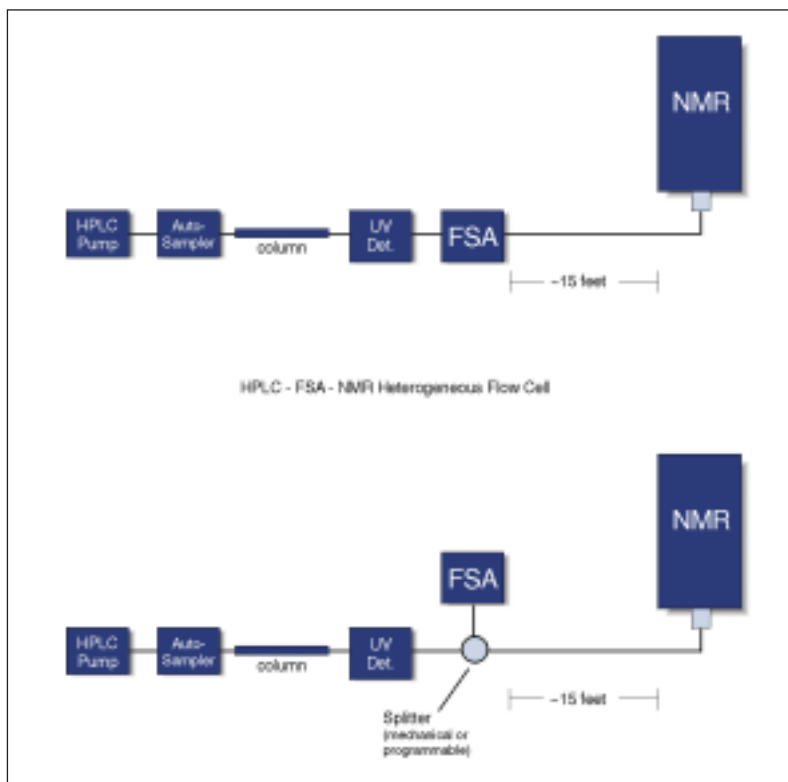 NMR
HPLC
Pump
Auto-
Sampler
column
UV
Det.
FSA
~15 feet
HPLC - FSA - NMR Heterogeneous Flow Cell
NMR
FSA
HPLC
Pump
Auto-
Sampler
column
UV
Det.
~15 feet
Splitter
(mechanical or
programmable)